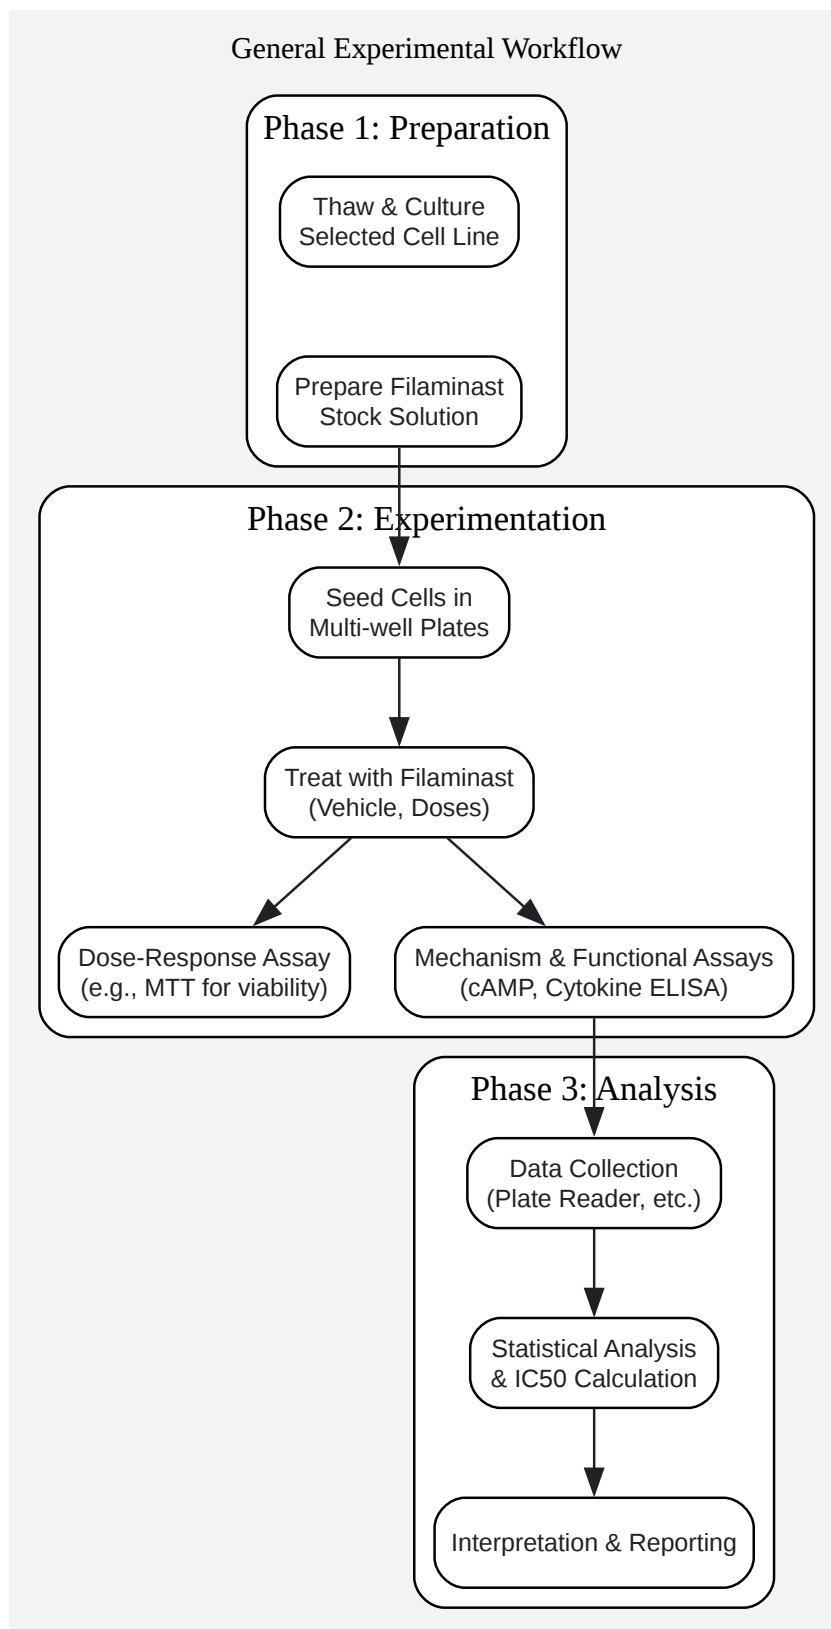 General Experimental Workflow
Phase 1: Preparation
Thaw & Culture
Selected Cell Line
Prepare Filaminast
Stock Solution
Phase 2: Experimentation
Seed Cells in
Multi-well Plates
Treat with Filaminast
(Vehicle, Doses)
Dose-Response Assay
(e.g., MTT for viability)
Mechanism & Functional Assays
(cAMP, Cytokine ELISA)
Phase 3: Analysis
Data Collection
(Plate Reader, etc.)
Statistical Analysis
& IC50 Calculation
Interpretation & Reporting